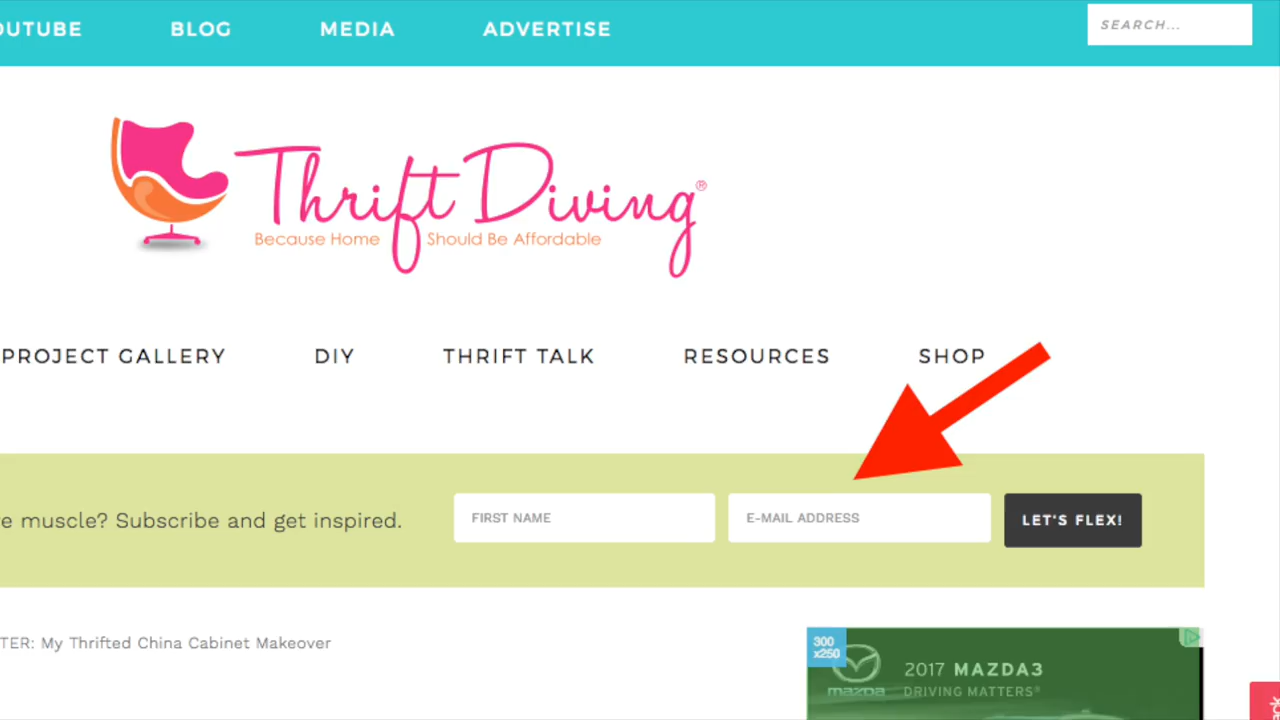 OUTUBE BLOG MEDIA ADVERTISE SEARCH...
Thrift Diving®
Because Home Should Be Affordable
PROJECT GALLERY DIY THRIFT TALK RESOURCES SHOP
e muscle? Subscribe and get inspired. FIRST NAME E-MAIL ADDRESS LET'S FLEX!
TER: My Thrifted China Cabinet Makeover
300
x250
mazda
2017 MAZDA3
DRIVING MATTERS®